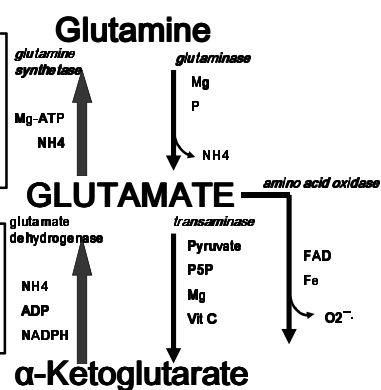 Glutamine
glutamine
synthetase
glutaminase
Mg
P
Mg-ATP
NH4
NH4
GLUTAMATE
amino acid oxidase
glutamate
dehydrogenase
transaminase
Pyruvate
P5P
Mg
Vit C
NH4
ADP
NADPH
FAD
Fe
O2⁻·
α-Ketoglutarate